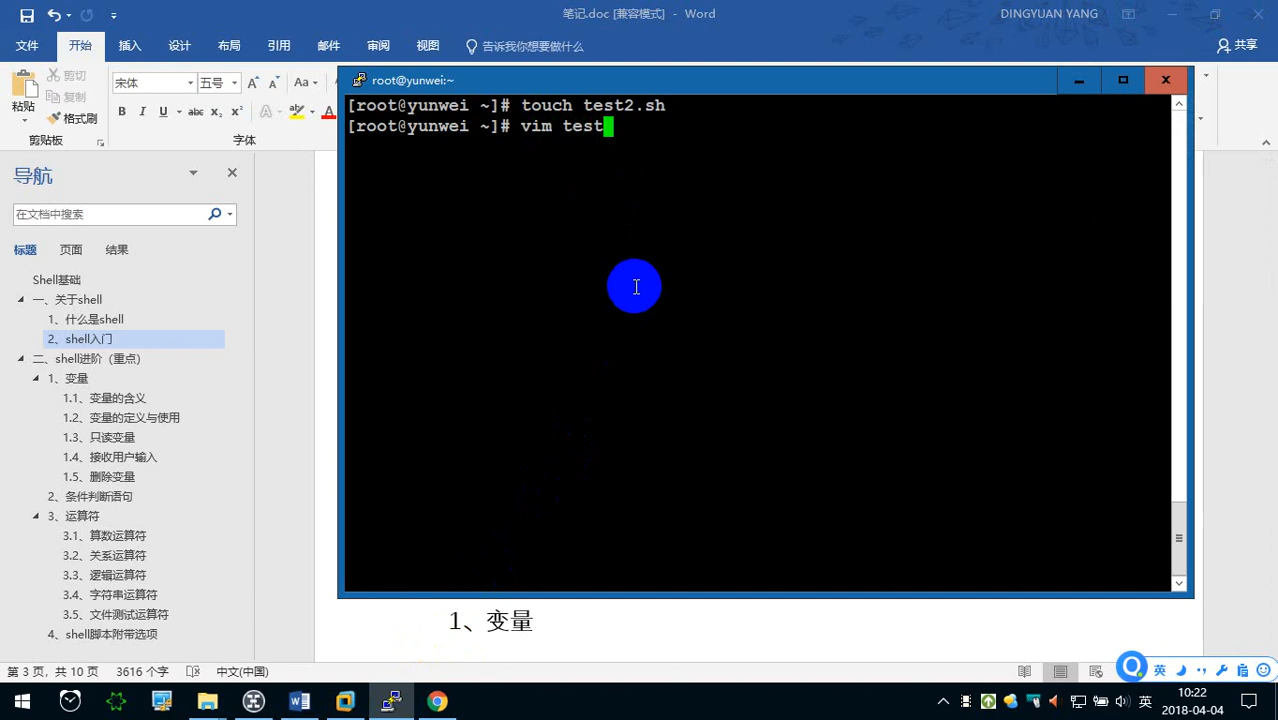 笔记.doc [兼容模式] - Word
DINGYUAN YANG
文件 开始 插入 设计 布局 引用 邮件 审阅 视图 告诉我你想要做什么 共享
粘贴
剪切
复制
格式刷
剪贴板
宋体 五号
Aa
B I U abc x₂ x²
字体
导航
在文档中搜索
标题 页面 结果
Shell基础
一、关于shell
1、什么是shell
2、shell入门
二、shell进阶（重点）
1、变量
1.1、变量的含义
1.2、变量的定义与使用
1.3、只读变量
1.4、接收用户输入
1.5、删除变量
2、条件判断语句
3、运算符
3.1、算数运算符
3.2、关系运算符
3.3、逻辑运算符
3.4、字符串运算符
3.5、文件测试运算符
4、shell脚本附带选项
root@yunwei:~
[root@yunwei ~]# touch test2.sh
[root@yunwei ~]# vim test
1、变量
第 3 页，共 10 页 3616 个字 中文(中国)
英
英
10:22
2018-04-04